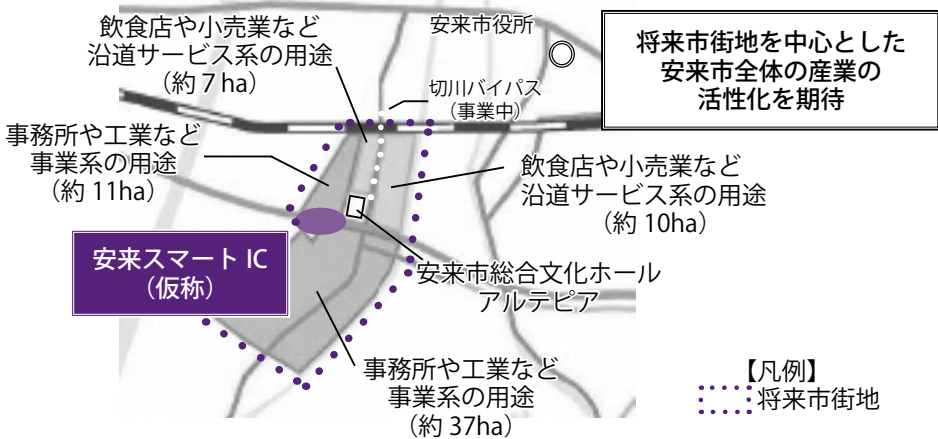 飲食店や小売業など
沿道サービス系の用途
(約 7 ha)
安来市役所
将来市街地を中心とした
安来市全体の産業の
活性化を期待
切川バイパス
(事業中)
事務所や工業など
事業系の用途
(約 11ha)
飲食店や小売業など
沿道サービス系の用途
(約 10ha)
安来スマート IC
(仮称)
安来市総合文化ホール
アルテピア
事務所や工業など
事業系の用途
(約 37ha)
【凡例】
将来市街地